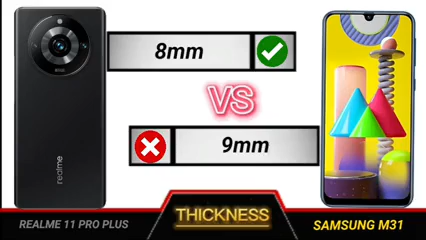 8mm
VS
9mm
realme
REALME 11 PRO PLUS
THICKNESS
SAMSUNG M31